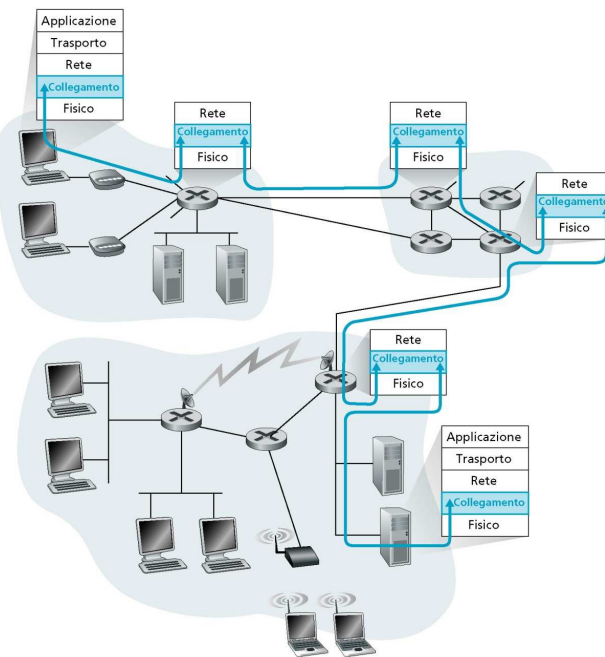 Applicazione
Trasporto
Rete
Collegamento
Fisico
Rete
Collegamento
Fisico
Rete
Collegamento
Fisico
Rete
Collegamento
Fisico
Rete
Collegamento
Fisico
Applicazione
Trasporto
Rete
Collegamento
Fisico